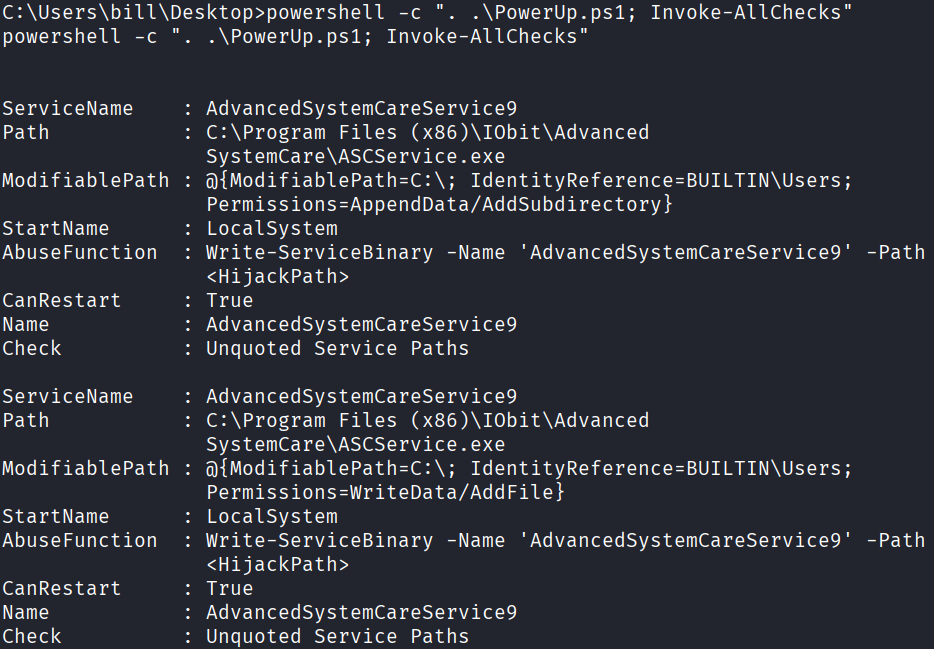 C:\Users\bill\Desktop>powershell -c ". .\PowerUp.ps1; Invoke-AllChecks"
powershell -c ". .\PowerUp.ps1; Invoke-AllChecks"
ServiceName    : AdvancedSystemCareService9
Path           : C:\Program Files (x86)\IObit\Advanced
                 SystemCare\ASCService.exe
ModifiablePath : @{ModifiablePath=C:\; IdentityReference=BUILTIN\Users;
                 Permissions=AppendData/AddSubdirectory}
StartName      : LocalSystem
AbuseFunction  : Write-ServiceBinary -Name 'AdvancedSystemCareService9' -Path
                 <HijackPath>
CanRestart     : True
Name           : AdvancedSystemCareService9
Check          : Unquoted Service Paths
ServiceName    : AdvancedSystemCareService9
Path           : C:\Program Files (x86)\IObit\Advanced
                 SystemCare\ASCService.exe
ModifiablePath : @{ModifiablePath=C:\; IdentityReference=BUILTIN\Users;
                 Permissions=WriteData/AddFile}
StartName      : LocalSystem
AbuseFunction  : Write-ServiceBinary -Name 'AdvancedSystemCareService9' -Path
                 <HijackPath>
CanRestart     : True
Name           : AdvancedSystemCareService9
Check          : Unquoted Service Paths